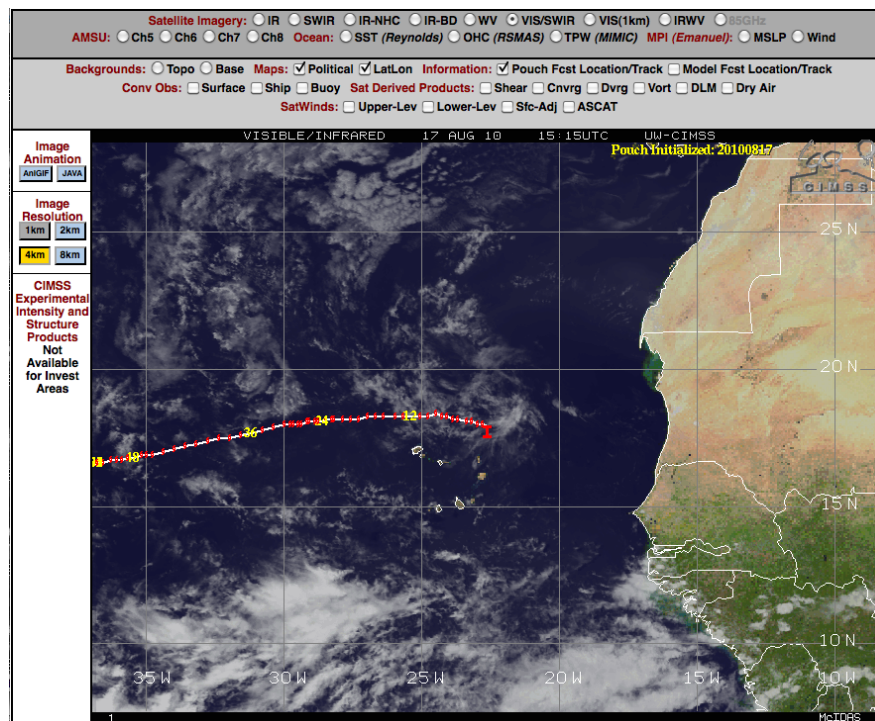 Satellite Imagery: IR SWIR IR-NHC IR-BD WV VIS/SWIR VIS(1km) IRWV 85GHz
AMSU: Ch5 Ch6 Ch7 Ch8 Ocean: SST (Reynolds) OHC (RSMAS) TPW (MIMIC) MPI (Emanuel): MSLP Wind
Backgrounds: Topo Base Maps: Political LatLon Information: Pouch Fcst Location/Track Model Fcst Location/Track
Conv Obs: Surface Ship Buoy Sat Derived Products: Shear Cnvrg Dvrg Vort DLM Dry Air
SatWinds: Upper-Lev Lower-Lev Sfc-Adj ASCAT
VISIBLE/INFRARED 17 AUG 10 15:15UTC UW-CIMSS
Image
Animation
AniGIF JAVA
Image
Resolution
1km 2km
4km 8km
CIMSS
Experimental
Intensity and
Structure
Products
Not
Available
for Invest
Areas
Pouch Initialized: 20100817
CIMSS
25 N
20 N
12
24
36
48
I
15 N
10 N
35 W 30 W 25 W 20 W 15 W 10 W
1 McIDAS